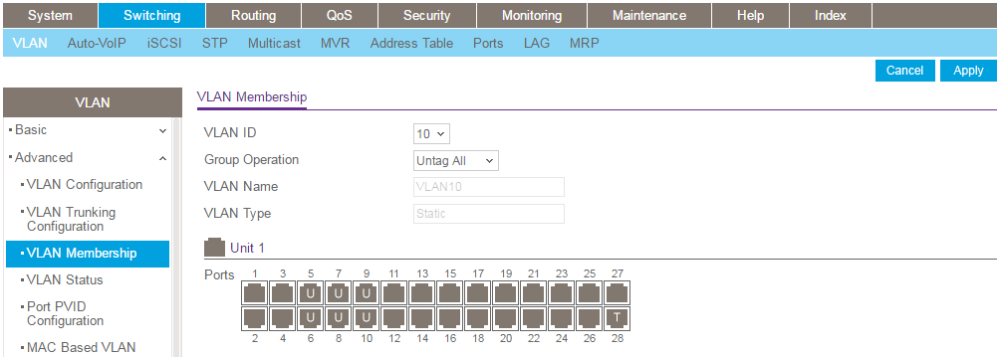 System Switching Routing QoS Security Monitoring Maintenance Help Index
VLAN Auto-VoIP iSCSI STP Multicast MVR Address Table Ports LAG MRP
Cancel Apply
VLAN
Basic
Advanced
VLAN Configuration
VLAN Trunking
Configuration
VLAN Membership
VLAN Status
Port PVID
Configuration
MAC Based VLAN
VLAN Membership
VLAN ID 10
Group Operation Untag All
VLAN Name VLAN10
VLAN Type Static
Unit 1
Ports 1 3 5 7 9 11 13 15 17 19 21 23 25 27
U U U
U U U T
2 4 6 8 10 12 14 16 18 20 22 24 26 28